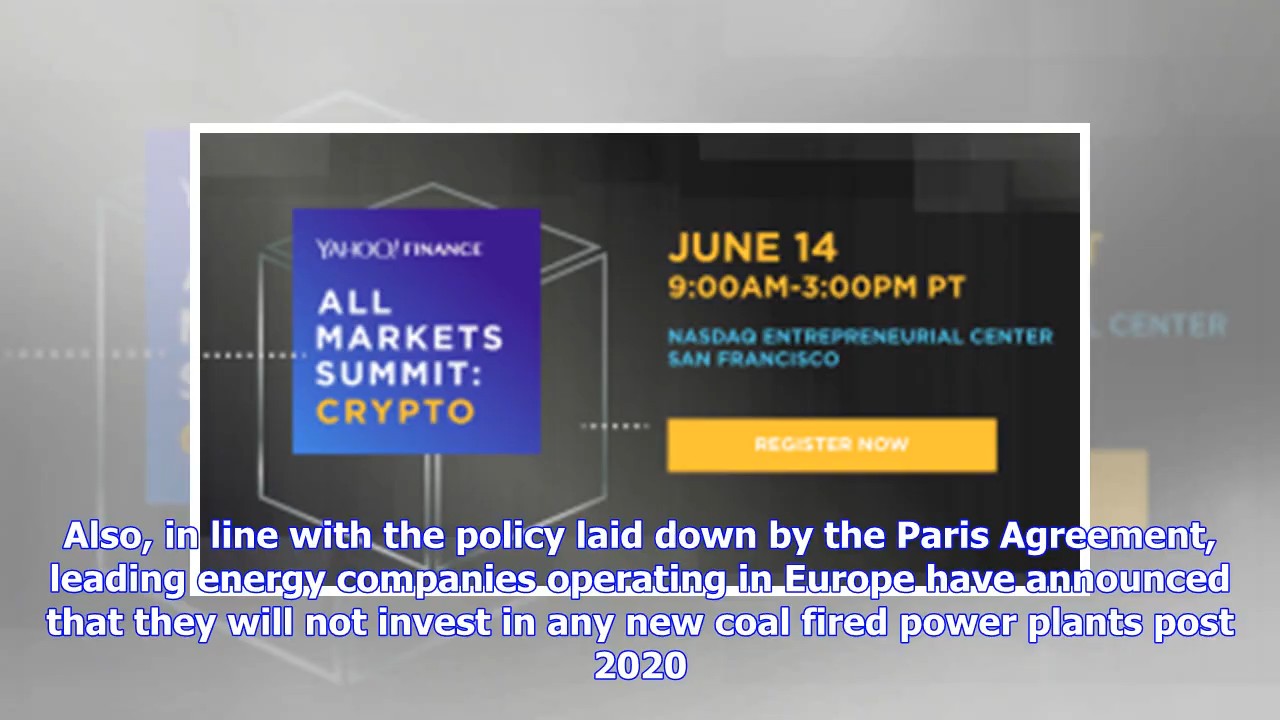 YAHOO! FINANCE
ALL
MARKETS
SUMMIT:
CRYPTO
JUNE 14
9:00AM-3:00PM PT
NASDAQ ENTREPRENEURIAL CENTER
SAN FRANCISCO
REGISTER NOW
L CENTER
Also, in line with the policy laid down by the Paris Agreement,
leading energy companies operating in Europe have announced
that they will not invest in any new coal fired power plants post
2020